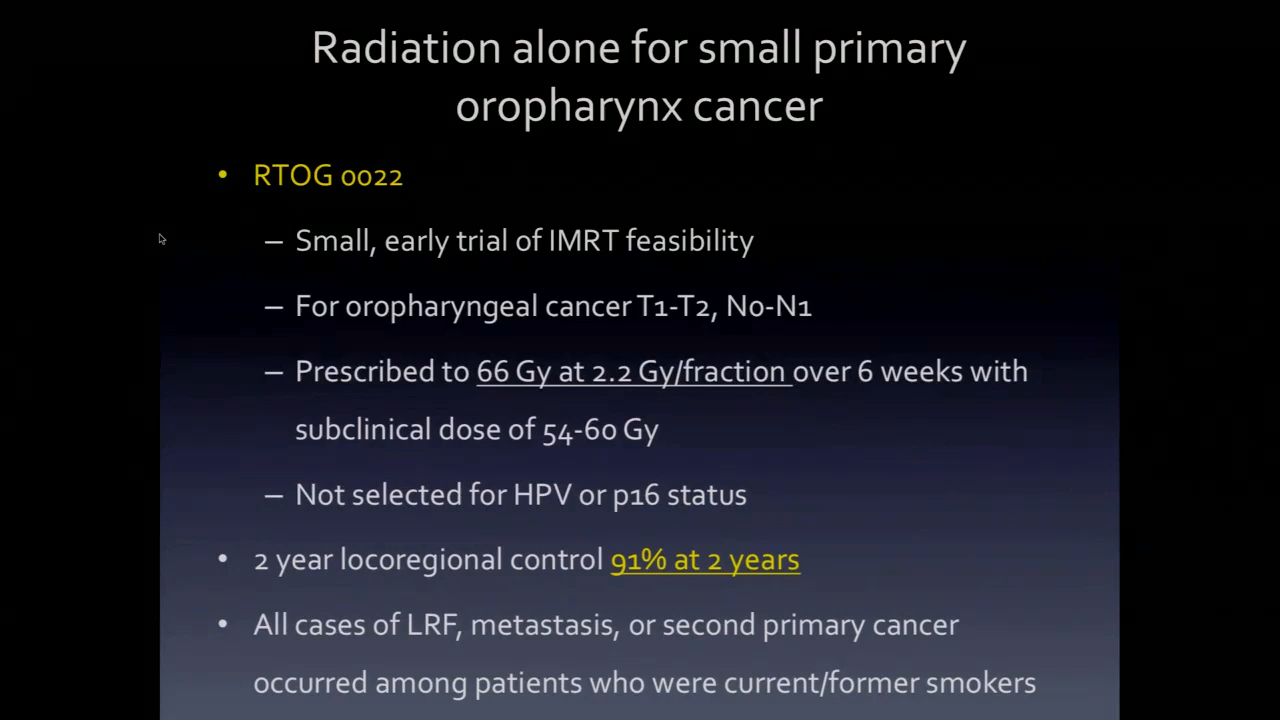 Radiation alone for small primary
oropharynx cancer
• RTOG 0022
– Small, early trial of IMRT feasibility
– For oropharyngeal cancer T1-T2, N0-N1
– Prescribed to 66 Gy at 2.2 Gy/fraction over 6 weeks with
subclinical dose of 54-60 Gy
– Not selected for HPV or p16 status
• 2 year locoregional control 91% at 2 years
• All cases of LRF, metastasis, or second primary cancer
occurred among patients who were current/former smokers